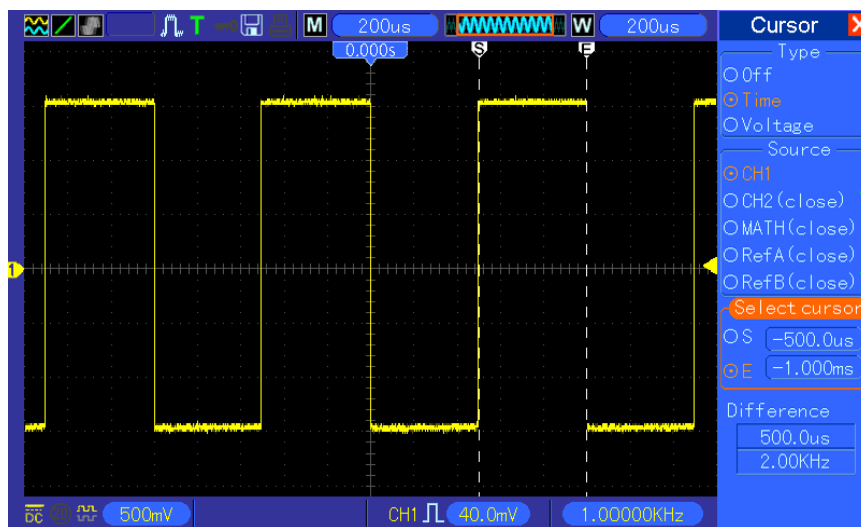 T M 200us W 200us Cursor X
0.000s S E
Type
Off
Time
Voltage
Source
CH1
CH2(close)
MATH(close)
RefA(close)
RefB(close)
1
Select cursor
S -500.0us
E -1.000ms
Difference
500.0us
2.00KHz
DC 500mV CH1 40.0mV 1.00000KHz